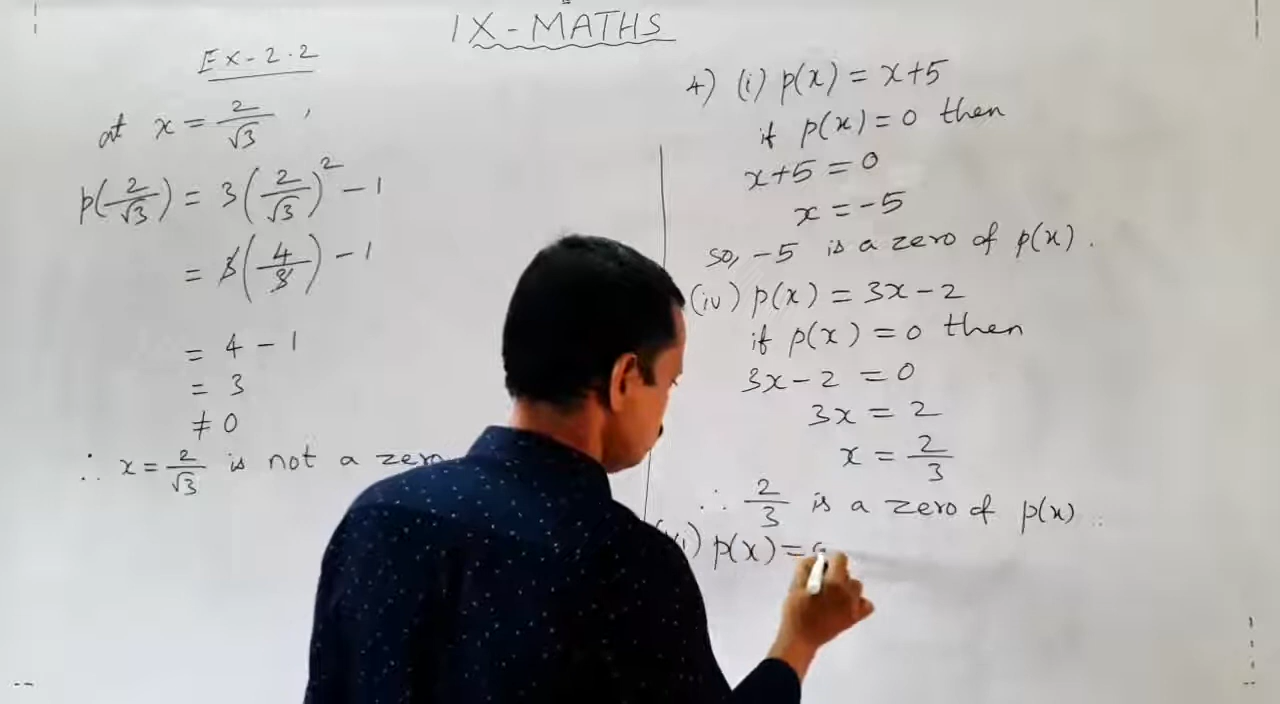 IX - MATHS
EX - 2.2
at x = 2/√3 ,
p(2/√3) = 3(2/√3)² - 1
= 3(4/3) - 1
= 4 - 1
= 3
≠ 0
∴ x = 2/√3 is not a zero
4) (i) p(x) = x+5
if p(x) = 0 then
x+5 = 0
x = -5
so, -5 is a zero of p(x).
(iv) p(x) = 3x - 2
if p(x) = 0 then
3x - 2 = 0
3x = 2
x = 2/3
∴ 2/3 is a zero of p(x)
p(x) =